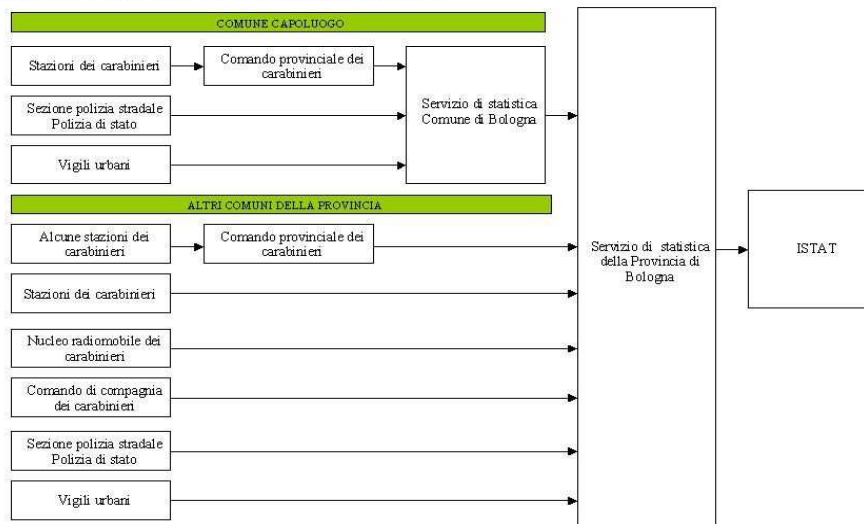 COMUNE CAPOLUOGO
Stazioni dei carabinieri
Comando provinciale dei
carabinieri
Sezione polizia stradale
Polizia di stato
Vigili urbani
Servizio di statistica
Comune di Bologna
ALTRI COMUNI DELLA PROVINCIA
Alcune stazioni dei
carabinieri
Comando provinciale dei
carabinieri
Stazioni dei carabinieri
Nucleo radiomobile dei
carabinieri
Comando di compagnia
dei carabinieri
Sezione polizia stradale
Polizia di stato
Vigili urbani
Servizio di statistica
della Provincia di
Bologna
ISTAT